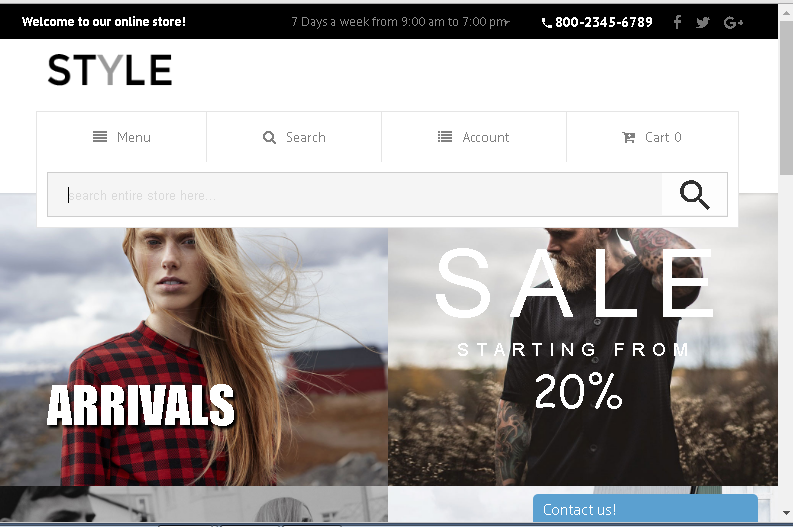 Welcome to our online store!
7 Days a week from 9:00 am to 7:00 pm
800-2345-6789
STYLE
Menu
Search
Account
Cart 0
search entire store here...
ARRIVALS
SALE
STARTING FROM
20%
Contact us!